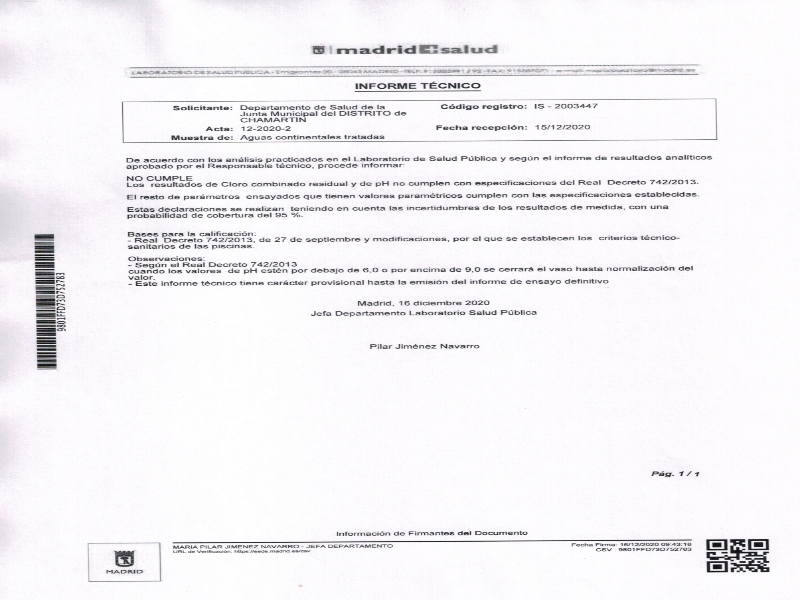 madrid salud
LABORATORIO DE SALUD PUBLICA - Emigrantes 20 - 28043 MADRID - TELF.
INFORME TÉCNICO
Solicitante: Departamento de Salud de la
Junta Municipal del DISTRITO de
CHAMARTIN
Código registro: IS - 2003447
Acta: 12-2020-2
Fecha recepción: 15/12/2020
Muestra de: Aguas continentales tratadas
De acuerdo con los análisis practicados en el Laboratorio de Salud Pública y según el informe de resultados analíticos
aprobado por el Responsable técnico, procede informar:
NO CUMPLE
Los resultados de Cloro combinado residual y de pH no cumplen con especificaciones del Real Decreto 742/2013.
El resto de parámetros ensayados que tienen valores paramétricos cumplen con las especificaciones establecidas.
Estas declaraciones se realizan teniendo en cuenta las incertidumbres de los resultados de medida, con una
probabilidad de cobertura del 95 %.
Bases para la calificación:
- Real Decreto 742/2013, de 27 de septiembre y modificaciones, por el que se establecen los criterios técnico-
sanitarios de las piscinas.
Observaciones:
- Según el Real Decreto 742/2013
cuando los valores de pH estén por debajo de 6,0 o por encima de 9,0 se cerrará el vaso hasta normalización del
valor.
- Este informe técnico tiene carácter provisional hasta la emisión del informe de ensayo definitivo
Madrid, 16 diciembre 2020
Jefa Departamento Laboratorio Salud Pública
Pilar Jiménez Navarro
9801FFD73D752783
Pág. 1 / 1
Información de Firmantes del Documento
MARIA PILAR JIMENEZ NAVARRO - JEFA DEPARTAMENTO
URL de Verificación: https://sede.madrid.es/csv
Fecha Firma: 16/12/2020 09:43:19
CSV : 9801FFD73D752783
MADRID